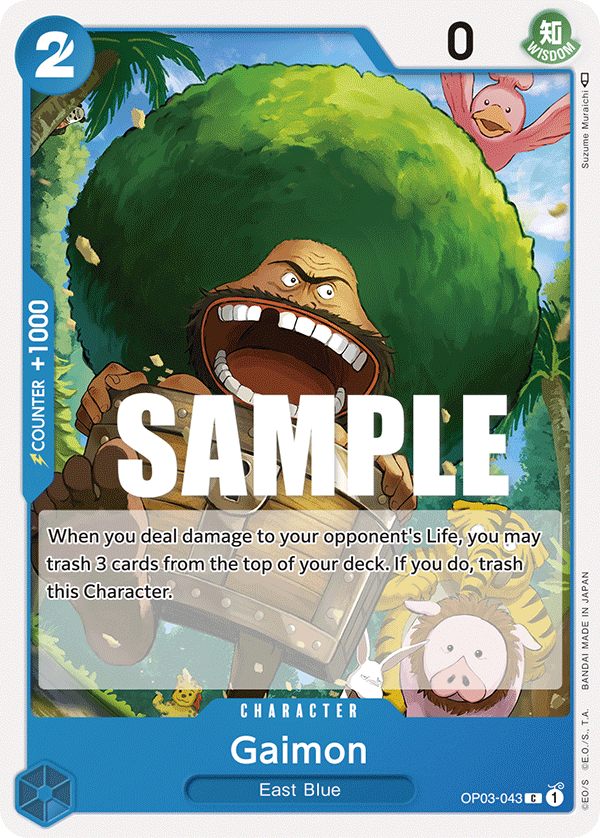 2
0
知
WISDOM
Suzume Muraichi
COUNTER +1000
SAMPLE
When you deal damage to your opponent's Life, you may
trash 3 cards from the top of your deck. If you do, trash
this Character.
CHARACTER
Gaimon
East Blue
OP03-043 C 1
©EO/S ©E.O./S., T.A. BANDAI MADE IN JAPAN